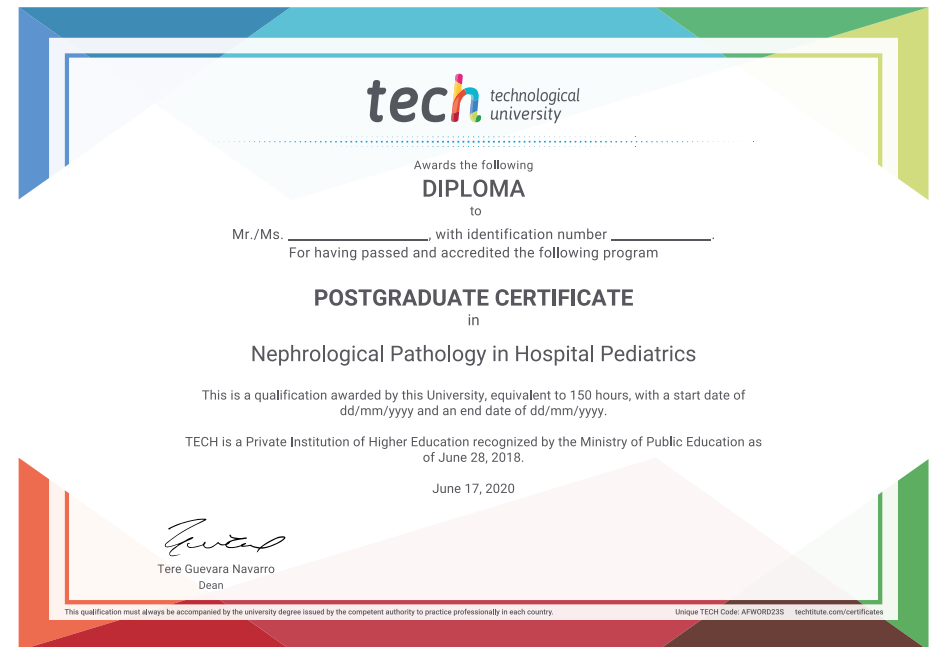 tech technological
university
Awards the following
DIPLOMA
to
Mr./Ms. ____________________, with identification number ______________.
For having passed and accredited the following program
POSTGRADUATE CERTIFICATE
in
Nephrological Pathology in Hospital Pediatrics
This is a qualification awarded by this University, equivalent to 150 hours, with a start date of
dd/mm/yyyy and an end date of dd/mm/yyyy.
TECH is a Private Institution of Higher Education recognized by the Ministry of Public Education as
of June 28, 2018.
June 17, 2020
Tere Guevara Navarro
Dean
This qualification must always be accompanied by the university degree issued by the competent authority to practice professionally in each country.
Unique TECH Code: AFWORD23S techtitute.com/certificates